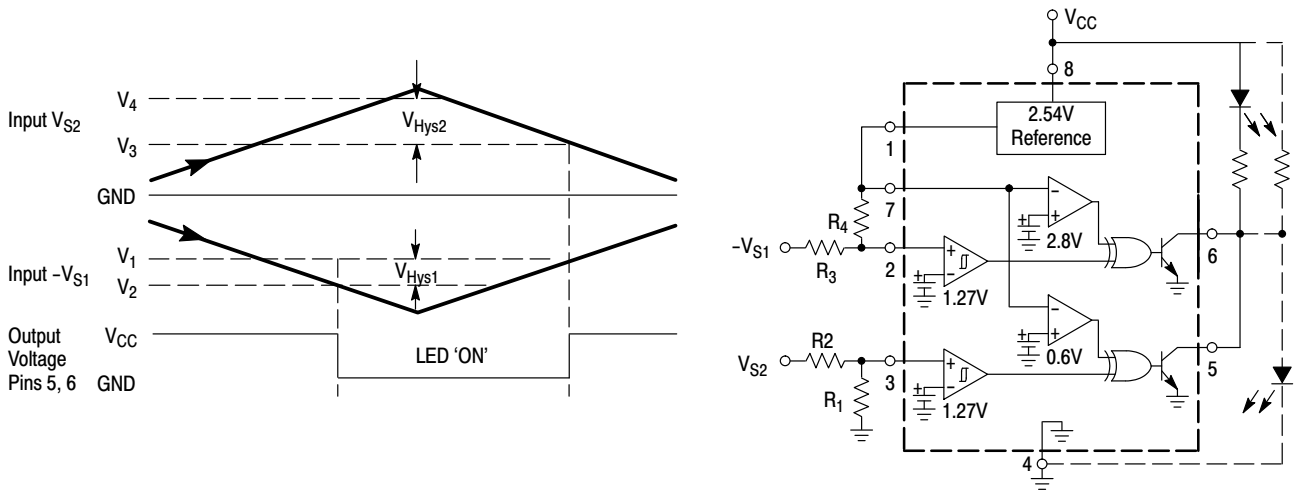 Input VS2
V4
V3
GND
VHys2
Input –VS1
V1
V2
VHys1
Output
Voltage
Pins 5, 6
VCC
GND
LED ‘ON’
VCC
8
2.54V
Reference
1
7
R4
–
+
2.8V
–VS1
R3
2
+
–
+
1.27V
+
6
–
+
0.6V
+
VS2
R2
3
R1
+
–
+
1.27V
5
4